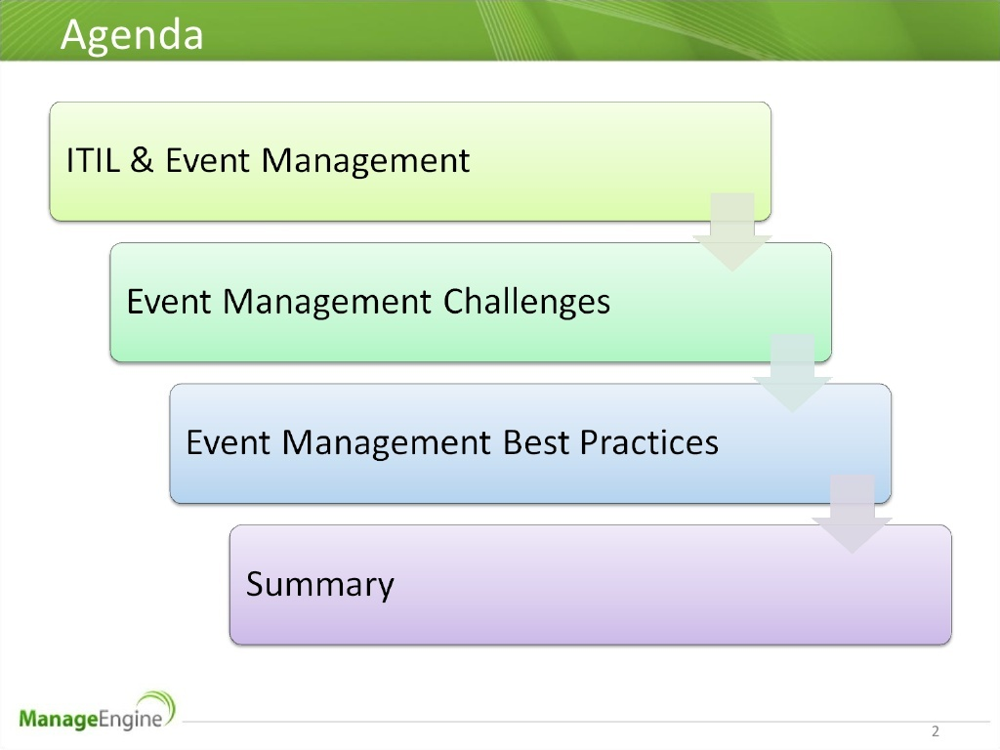 Agenda
ITIL & Event Management
Event Management Challenges
Event Management Best Practices
Summary
ManageEngine
2